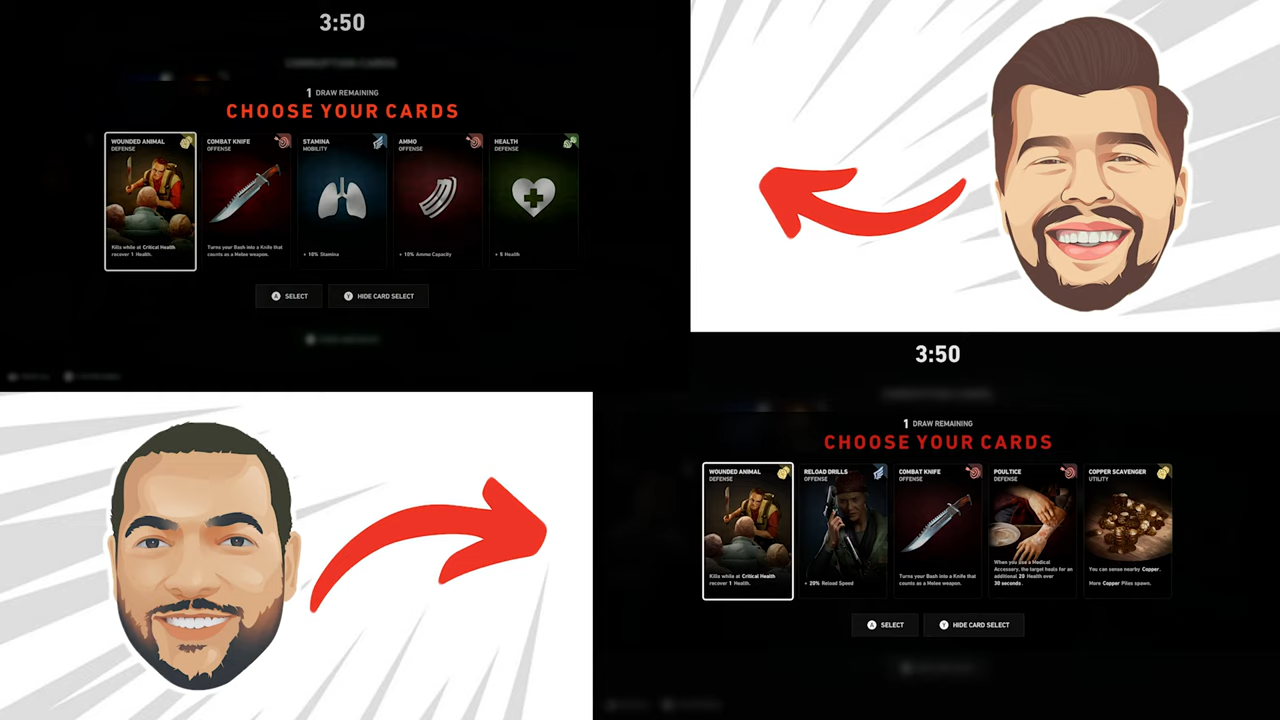 3:50
1 DRAW REMAINING
CHOOSE YOUR CARDS
WOUNDED ANIMAL
DEFENSE
Kills while at Critical Health
recover 1 Health.
COMBAT KNIFE
OFFENSE
Turns your Bash into a Knife that
counts as a Melee weapon.
STAMINA
MOBILITY
+ 10% Stamina
AMMO
OFFENSE
+ 10% Ammo Capacity
HEALTH
DEFENSE
+ 5 Health
A SELECT
Y HIDE CARD SELECT
3:50
1 DRAW REMAINING
CHOOSE YOUR CARDS
WOUNDED ANIMAL
DEFENSE
Kills while at Critical Health
recover 1 Health.
RELOAD DRILLS
OFFENSE
+ 20% Reload Speed
COMBAT KNIFE
OFFENSE
Turns your Bash into a Knife that
counts as a Melee weapon.
POULTICE
DEFENSE
When you use a Medical
Accessory, the target heals for an
additional 20 Health over
30 seconds.
COPPER SCAVENGER
UTILITY
You can sense nearby Copper.
More Copper Piles spawn.
A SELECT
Y HIDE CARD SELECT